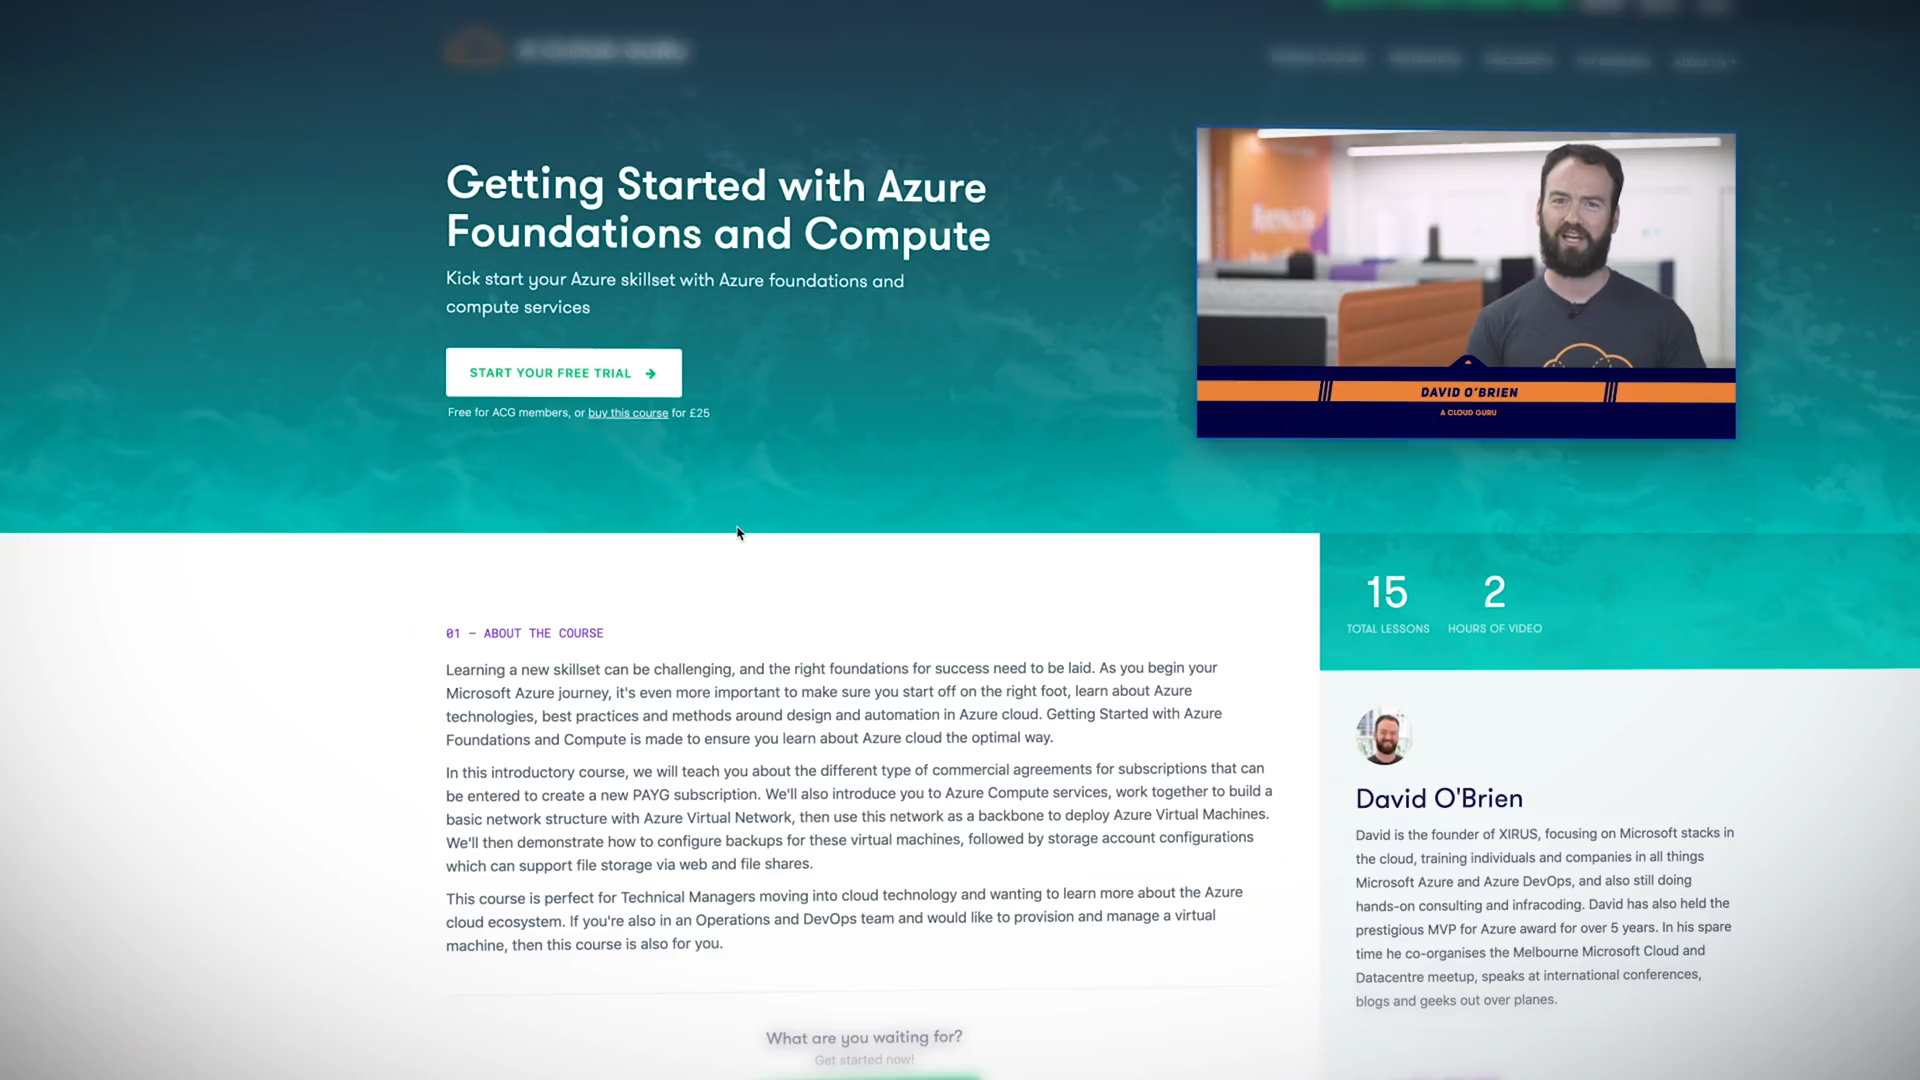 A CLOUD GURU
Getting Started with Azure
Foundations and Compute
Kick start your Azure skillset with Azure foundations and
compute services
START YOUR FREE TRIAL
Free for ACG members, or buy this course for £25
DAVID O'BRIEN
A CLOUD GURU
15
TOTAL LESSONS
2
HOURS OF VIDEO
01 – ABOUT THE COURSE
Learning a new skillset can be challenging, and the right foundations for success need to be laid. As you begin your
Microsoft Azure journey, it's even more important to make sure you start off on the right foot, learn about Azure
technologies, best practices and methods around design and automation in Azure cloud. Getting Started with Azure
Foundations and Compute is made to ensure you learn about Azure cloud the optimal way.
In this introductory course, we will teach you about the different type of commercial agreements for subscriptions that can
be entered to create a new PAYG subscription. We'll also introduce you to Azure Compute services, work together to build a
basic network structure with Azure Virtual Network, then use this network as a backbone to deploy Azure Virtual Machines.
We'll then demonstrate how to configure backups for these virtual machines, followed by storage account configurations
which can support file storage via web and file shares.
This course is perfect for Technical Managers moving into cloud technology and wanting to learn more about the Azure
cloud ecosystem. If you're also in an Operations and DevOps team and would like to provision and manage a virtual
machine, then this course is also for you.
What are you waiting for?
Get started now!
David O'Brien
David is the founder of XIRUS, focusing on Microsoft stacks in
the cloud, training individuals and companies in all things
Microsoft Azure and Azure DevOps, and also still doing
hands-on consulting and infracoding. David has also held the
prestigious MVP for Azure award for over 5 years. In his spare
time he co-organises the Melbourne Microsoft Cloud and
Datacentre meetup, speaks at international conferences,
blogs and geeks out over planes.